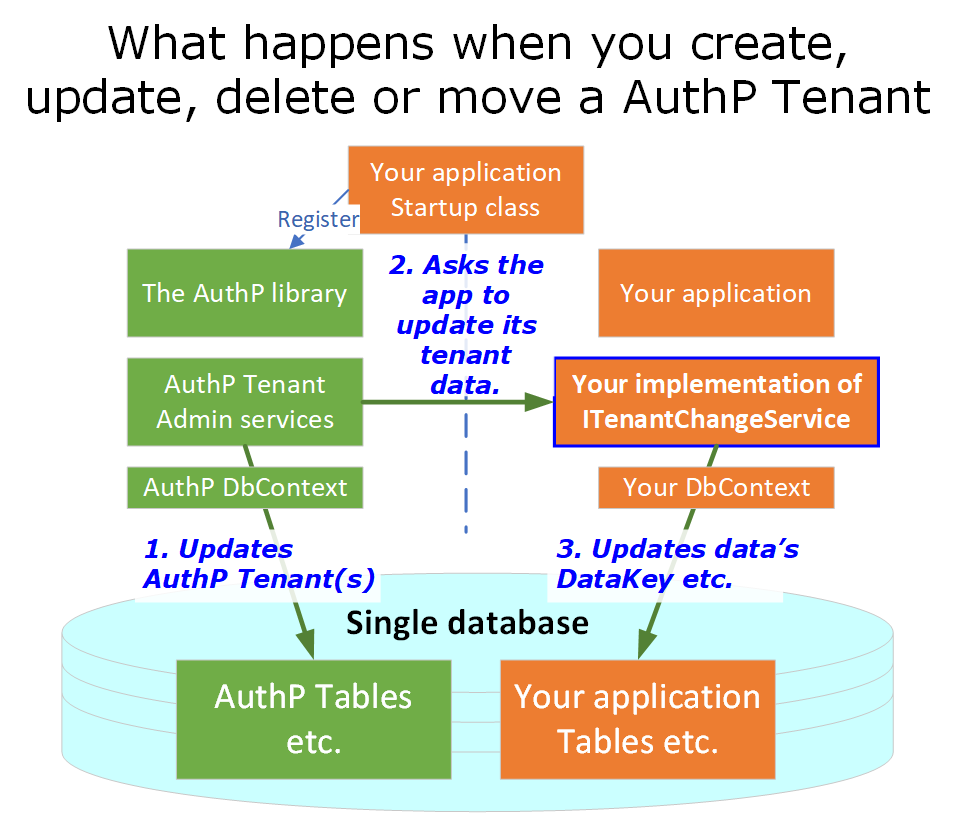 What happens when you create,
update, delete or move a AuthP Tenant
Your application
Startup class
Register
The AuthP library
2. Asks the
app to
update its
tenant
data.
Your application
AuthP Tenant
Admin services
Your implementation of
ITenantChangeService
AuthP DbContext
Your DbContext
1. Updates
AuthP Tenant(s)
3. Updates data’s
DataKey etc.
Single database
AuthP Tables
etc.
Your application
Tables etc.